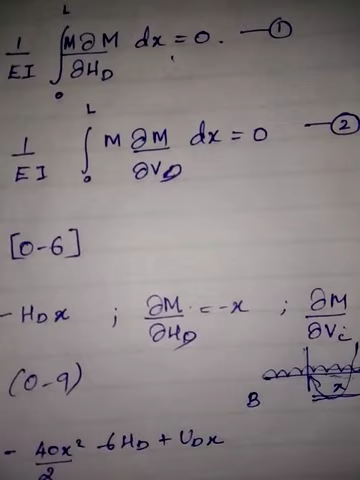 1/EI ∫₀ᴸ M∂M/∂H_D dx = 0. — ①
1/EI ∫₀ᴸ M ∂M/∂V_D dx = 0 ②
[0-6]
- H_D x ; ∂M/∂H_D = -x ; ∂M/∂V_c
(0-9)
B x
- 40x²/2 - 6H_D + V_D x